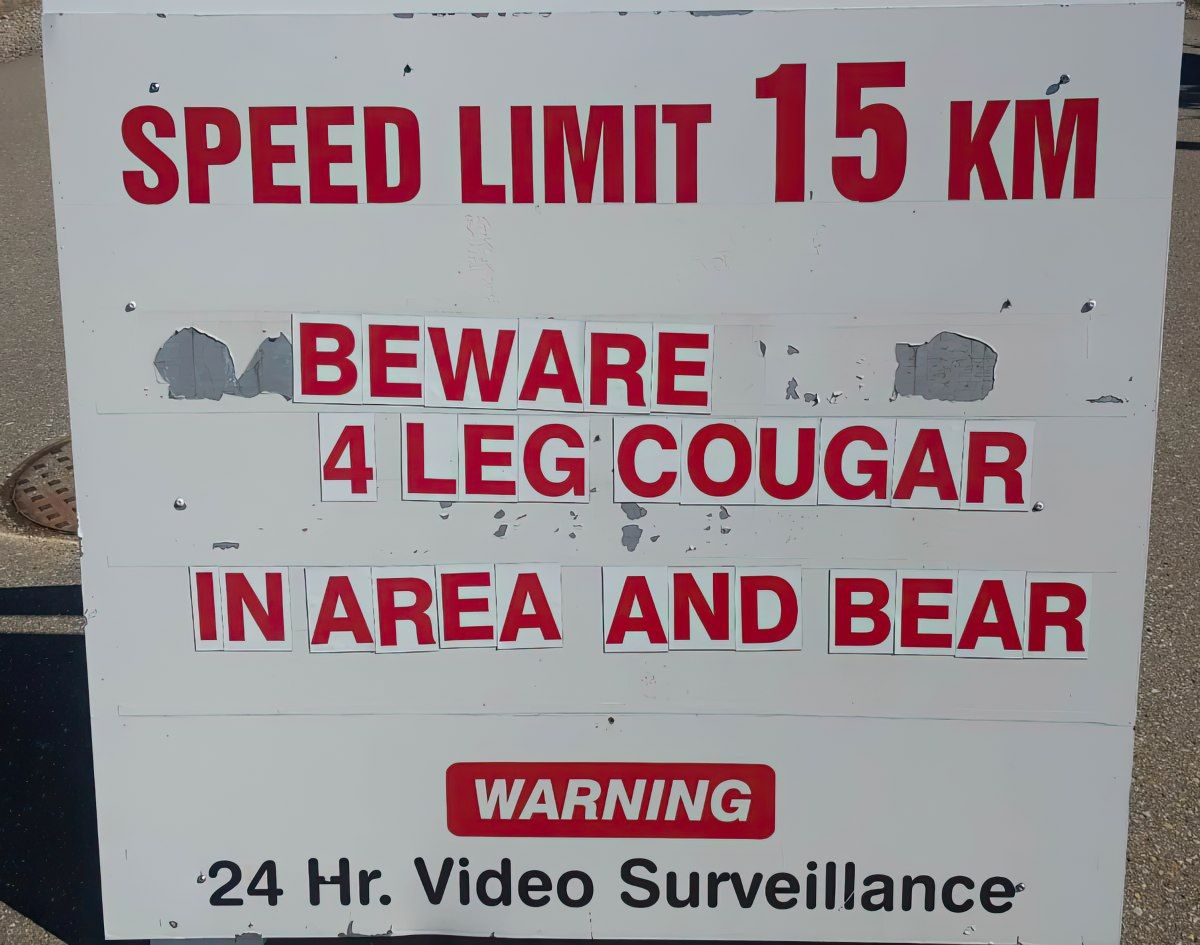 SPEED LIMIT 15 KM
BEWARE
4 LEG COUGAR
IN AREA AND BEAR
WARNING
24 Hr. Video Surveillance